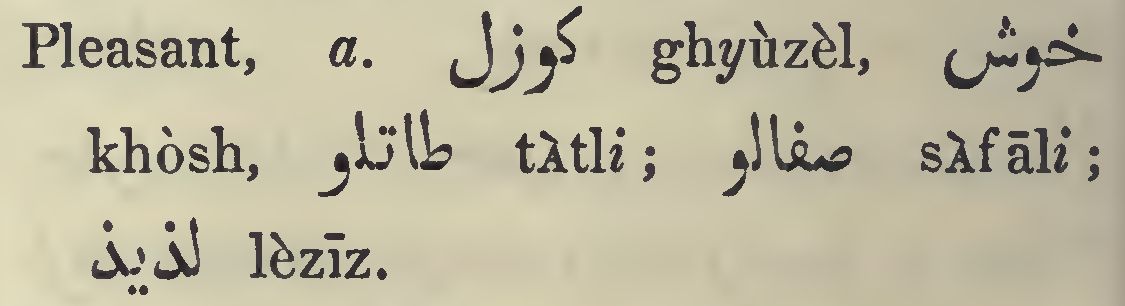 Pleasant, a. كوزل ghyùzèl, خوش
khòsh, طاتلو tàtli; صفالو sàfāli;
لذيذ lèzīz.